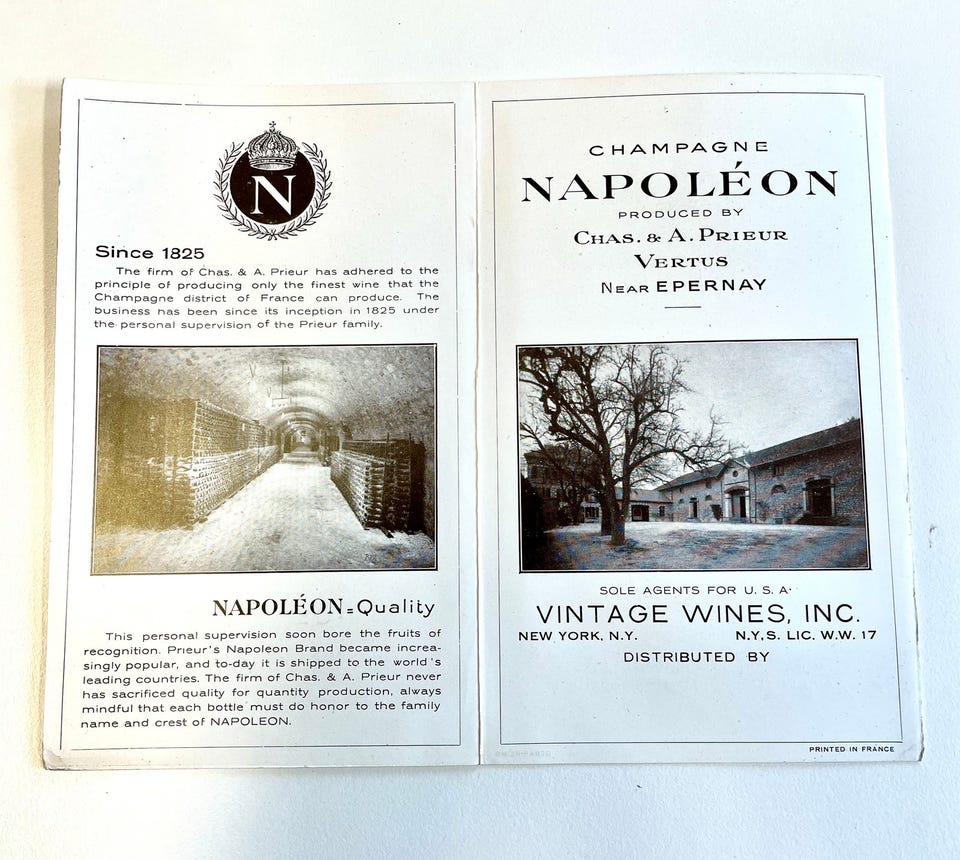 N
Since 1825
The firm of Chas. & A. Prieur has adhered to the
principle of producing only the finest wine that the
Champagne district of France can produce. The
business has been since its inception in 1825 under
the personal supervision of the Prieur family.
NAPOLÉON=Quality
This personal supervision soon bore the fruits of
recognition. Prieur's Napoleon Brand became increa-
singly popular, and to-day it is shipped to the world's
leading countries. The firm of Chas. & A. Prieur never
has sacrificed quality for quantity production, always
mindful that each bottle must do honor to the family
name and crest of NAPOLEON.
CHAMPAGNE
NAPOLÉON
PRODUCED BY
CHAS. & A. PRIEUR
VERTUS
NEAR EPERNAY
SOLE AGENTS FOR U. S. A.
VINTAGE WINES, INC.
NEW YORK, N.Y. N.Y.S. LIC. W.W. 17
DISTRIBUTED BY
PRINTED IN FRANCE